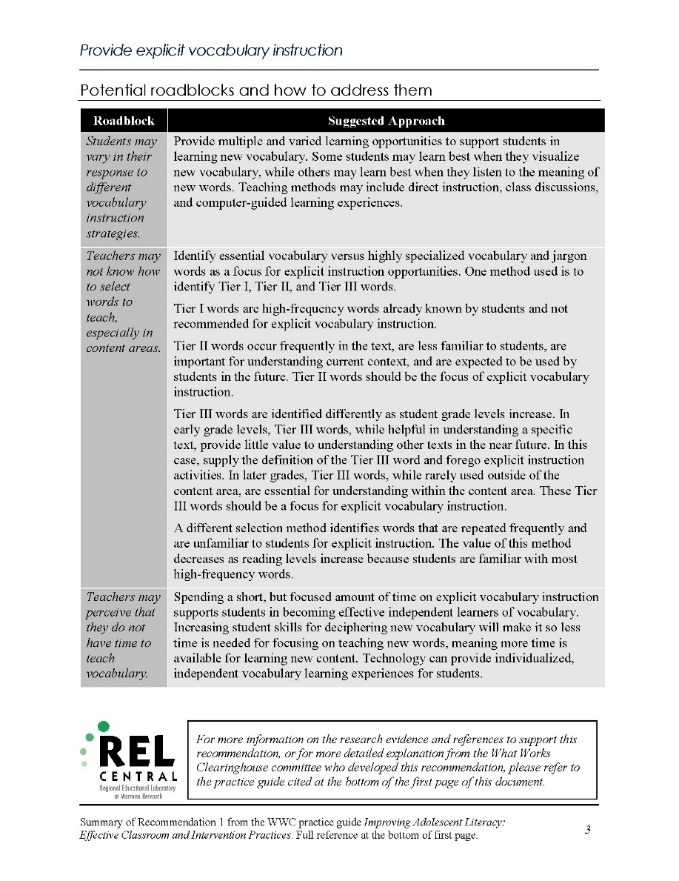 Provide explicit vocabulary instruction
Potential roadblocks and how to address them
Roadblock
Suggested Approach
Students may
vary in their
response to
different
vocabulary
instruction
strategies.
Provide multiple and varied learning opportunities to support students in
learning new vocabulary. Some students may learn best when they visualize
new vocabulary, while others may learn best when they listen to the meaning of
new words. Teaching methods may include direct instruction, class discussions,
and computer-guided learning experiences.
Teachers may
not know how
to select
words to
teach,
especially in
content areas.
Identify essential vocabulary versus highly specialized vocabulary and jargon
words as a focus for explicit instruction opportunities. One method used is to
identify Tier I, Tier II, and Tier III words.
Tier I words are high-frequency words already known by students and not
recommended for explicit vocabulary instruction.
Tier II words occur frequently in the text, are less familiar to students, are
important for understanding current context, and are expected to be used by
students in the future. Tier II words should be the focus of explicit vocabulary
instruction.
Tier III words are identified differently as student grade levels increase. In
early grade levels, Tier III words, while helpful in understanding a specific
text, provide little value to understanding other texts in the near future. In this
case, supply the definition of the Tier III word and forego explicit instruction
activities. In later grades, Tier III words, while rarely used outside of the
content area, are essential for understanding within the content area. These Tier
III words should be a focus for explicit vocabulary instruction.
A different selection method identifies words that are repeated frequently and
are unfamiliar to students for explicit instruction. The value of this method
decreases as reading levels increase because students are familiar with most
high-frequency words.
Teachers may
perceive that
they do not
have time to
teach
vocabulary.
Spending a short, but focused amount of time on explicit vocabulary instruction
supports students in becoming effective independent learners of vocabulary.
Increasing student skills for deciphering new vocabulary will make it so less
time is needed for focusing on teaching new words, meaning more time is
available for learning new content. Technology can provide individualized,
independent vocabulary learning experiences for students.
REL
CENTRAL
Regional Educational Laboratory
at Marzano Research
For more information on the research evidence and references to support this
recommendation, or for more detailed explanation from the What Works
Clearinghouse committee who developed this recommendation, please refer to
the practice guide cited at the bottom of the first page of this document.
Summary of Recommendation 1 from the WWC practice guide Improving Adolescent Literacy:
Effective Classroom and Intervention Practices. Full reference at the bottom of first page.
3